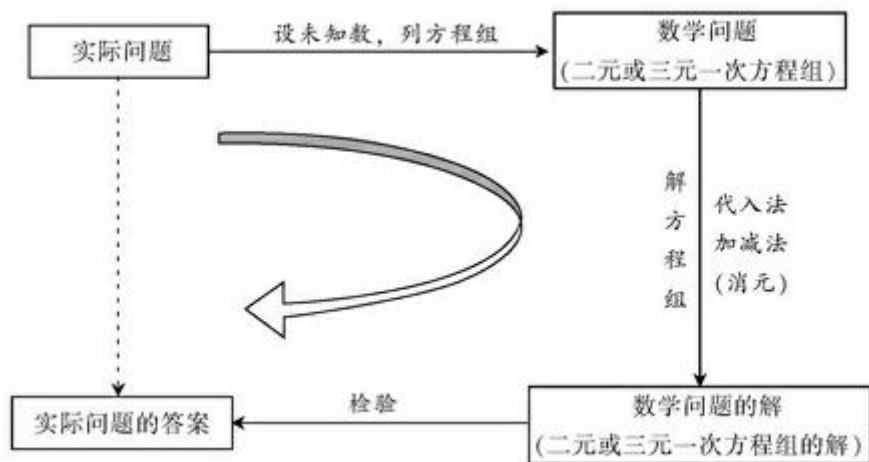 实际问题
设未知数，列方程组
数学问题
(二元或三元一次方程组)
解方程组
代入法
加减法
(消元)
实际问题的答案
检验
数学问题的解
(二元或三元一次方程组的解)